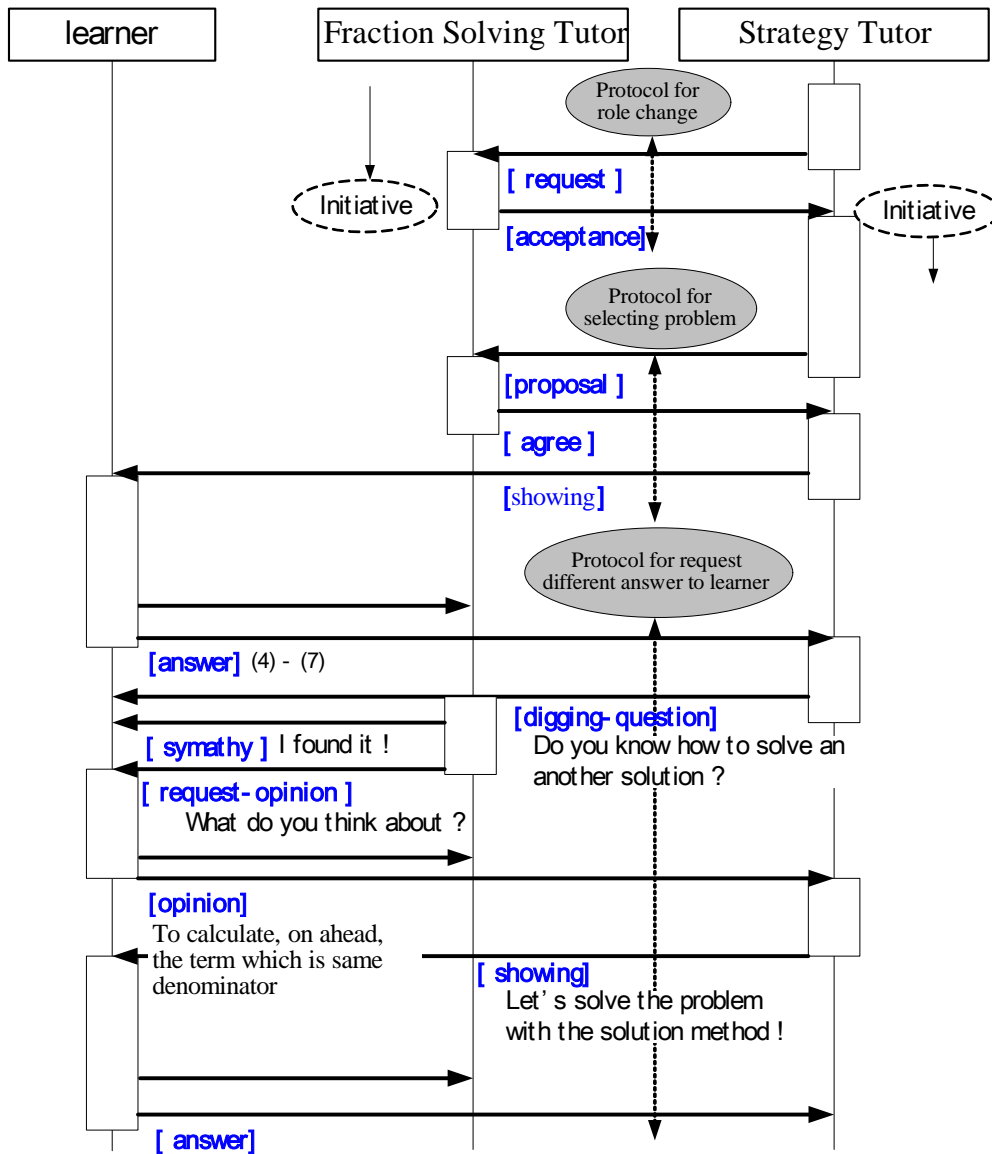 learner
Fraction Solving Tutor
Strategy Tutor
Protocol for
role change
[ request ]
Initiative
Initiative
[acceptance]
Protocol for
selecting problem
[proposal ]
[ agree ]
[showing]
Protocol for request
different answer to learner
[answer] (4) - (7)
[digging-question]
Do you know how to solve an
another solution ?
[ symathy ] I found it !
[ request-opinion ]
What do you think about ?
[opinion]
To calculate, on ahead,
the term which is same
denominator
[ showing]
Let's solve the problem
with the solution method !
[ answer]